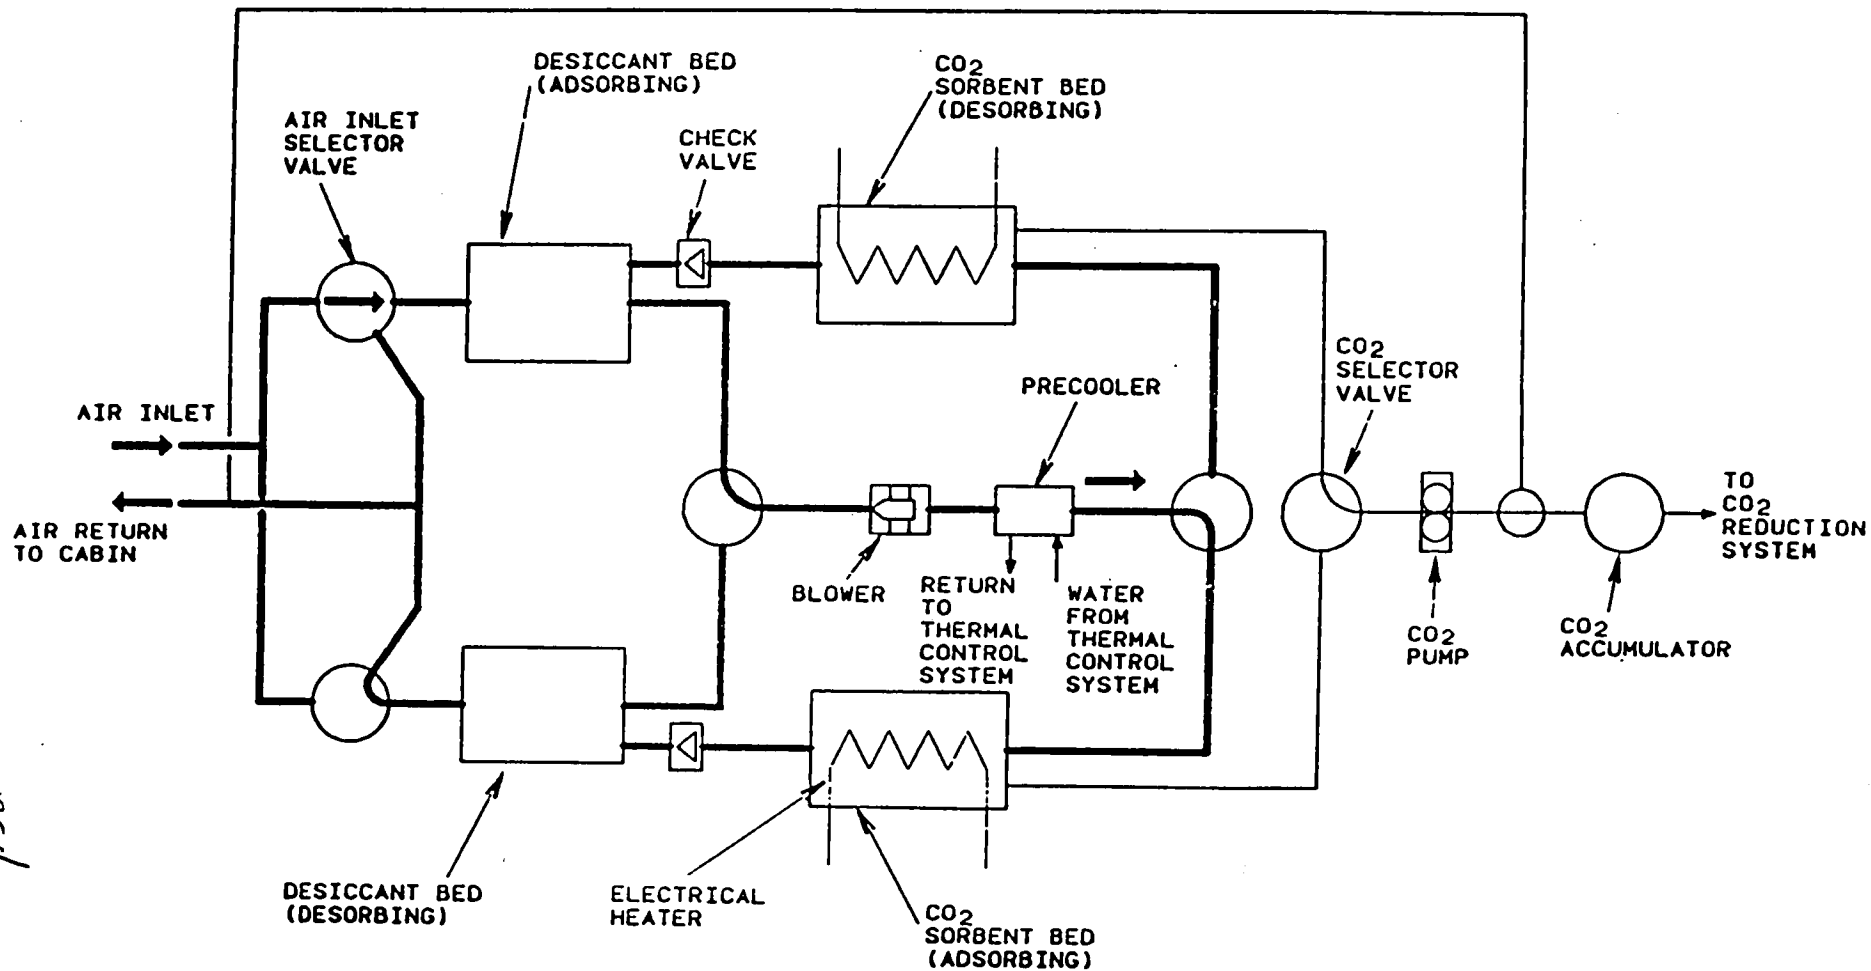 DESICCANT BED
(ADSORBING)
CO2
SORBENT BED
(DESORBING)
AIR INLET
SELECTOR
VALVE
CHECK
VALVE
CO2
SELECTOR
VALVE
PRECOOLER
AIR INLET
AIR RETURN
TO CABIN
TO
CO2
REDUCTION
SYSTEM
BLOWER
RETURN
TO
THERMAL
CONTROL
SYSTEM
WATER
FROM
THERMAL
CONTROL
SYSTEM
CO2
PUMP
CO2
ACCUMULATOR
DESICCANT BED
(DESORBING)
ELECTRICAL
HEATER
CO2
SORBENT BED
(ADSORBING)